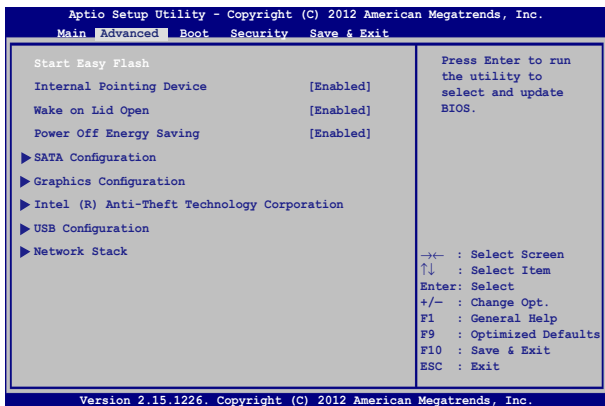 Aptio Setup Utility - Copyright (C) 2012 American Megatrends, Inc.
Main Advanced Boot Security Save & Exit
Start Easy Flash
Internal Pointing Device [Enabled]
Wake on Lid Open [Enabled]
Power Off Energy Saving [Enabled]
SATA Configuration
Graphics Configuration
Intel (R) Anti-Theft Technology Corporation
USB Configuration
Network Stack
Press Enter to run
the utility to
select and update
BIOS.
→← : Select Screen
↑↓ : Select Item
Enter: Select
+/— : Change Opt.
F1 : General Help
F9 : Optimized Defaults
F10 : Save & Exit
ESC : Exit
Version 2.15.1226. Copyright (C) 2012 American Megatrends, Inc.